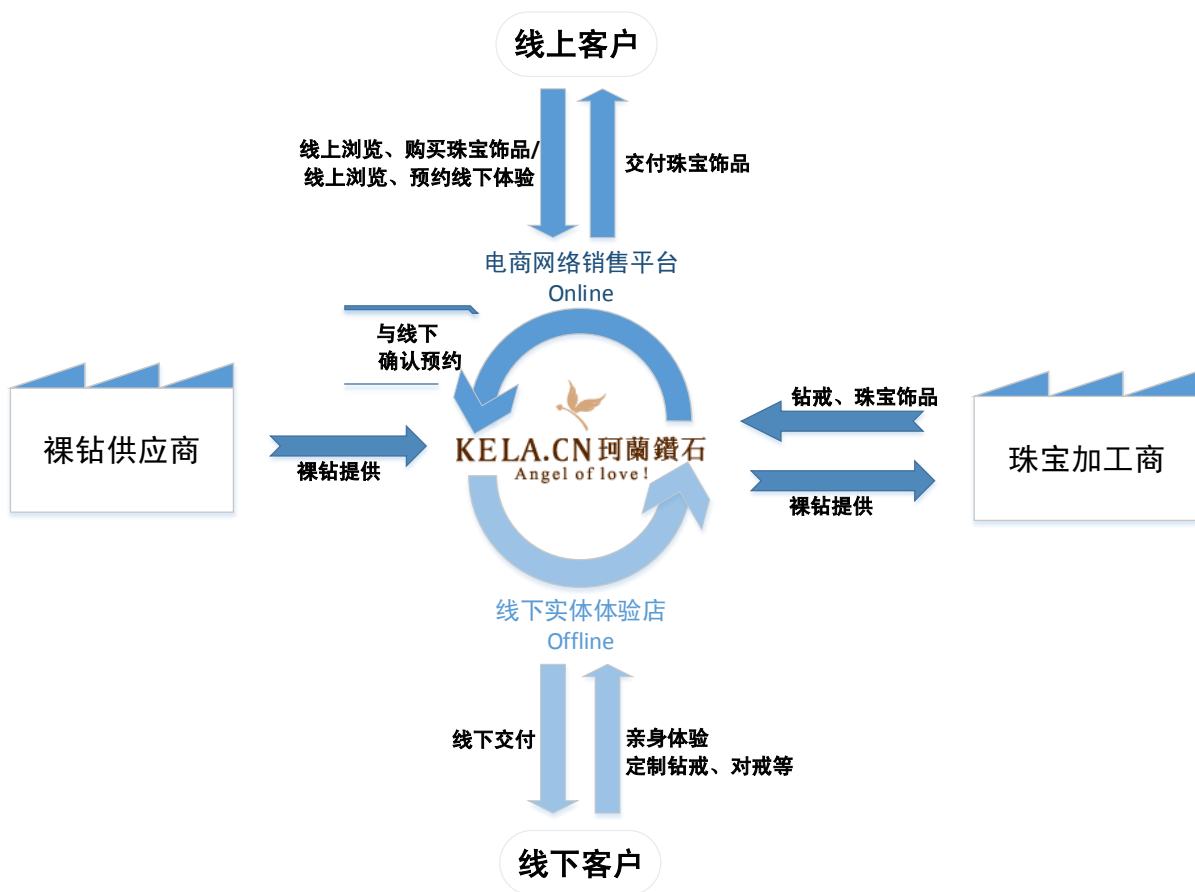 线上客户
线上浏览、购买珠宝饰品/
线上浏览、预约线下体验
交付珠宝饰品
电商网络销售平台
Online
与线下
确认预约
裸钻供应商
裸钻提供
KELA.CN 珂蘭鑽石
Angel of love!
钻戒、珠宝饰品
裸钻提供
珠宝加工商
线下实体体验店
Offline
线下交付
亲身体验
定制钻戒、对戒等
线下客户